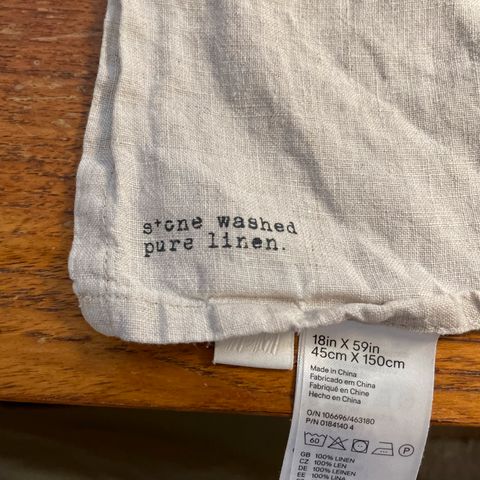 stone washed
pure linen.
18in X 59in
45cm X 150cm
Made in China
Fabricado em China
Fabriqué en Chine
Hecho en China
O/N 106696/463180
P/N 0184140 4
60 P
GB 100% LINEN
CZ 100% LEN
DE 100% LEINEN
EE 100% LINA